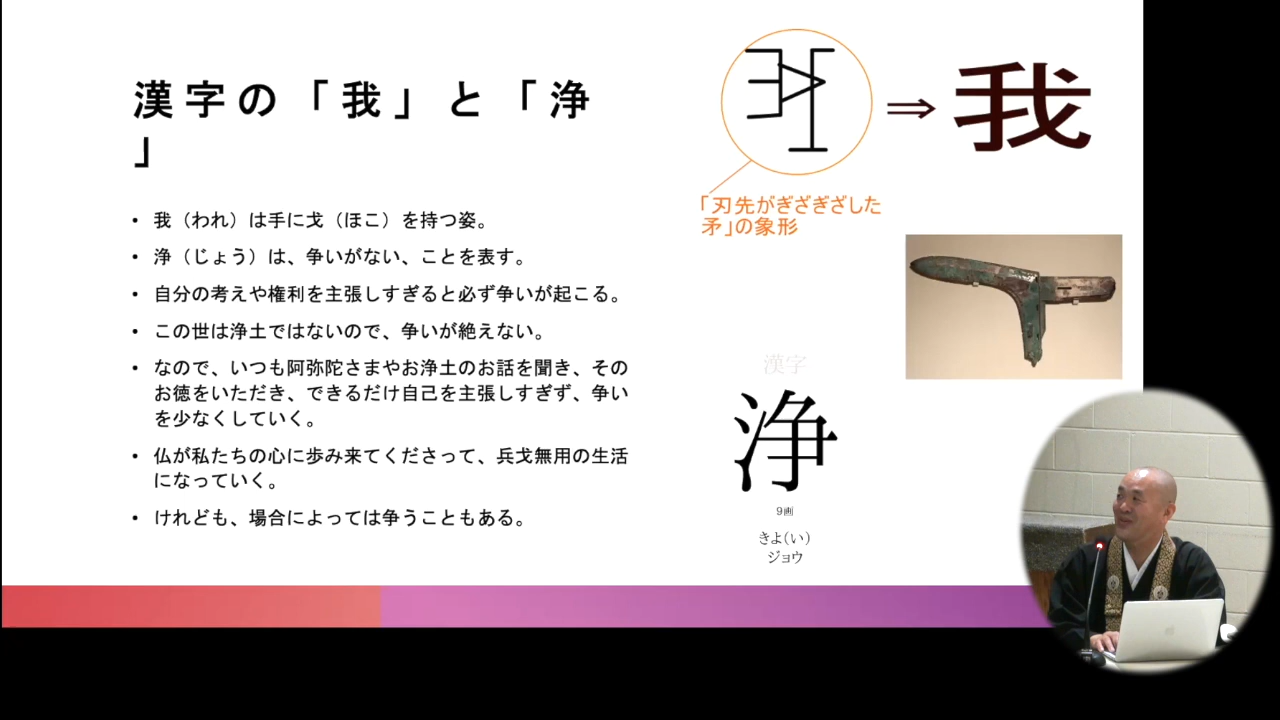 漢字の「我」と「浄
」
・ 我（われ）は手に戈（ほこ）を持つ姿。
・ 浄（じょう）は、争いがない、ことを表す。
・ 自分の考えや権利を主張しすぎると必ず争いが起こる。
・ この世は浄土ではないので、争いが絶えない。
・ なので、いつも阿弥陀さまやお浄土のお話を聞き、その
お徳をいただき、できるだけ自己を主張しすぎず、争い
を少なくしていく。
・ 仏が私たちの心に歩み来てくださって、兵戈無用の生活
になっていく。
・ けれども、場合によっては争うこともある。
⇒ 我
「刃先がぎざぎざした
矛」の象形
漢字
浄
9画
きよ(い)
ジョウ